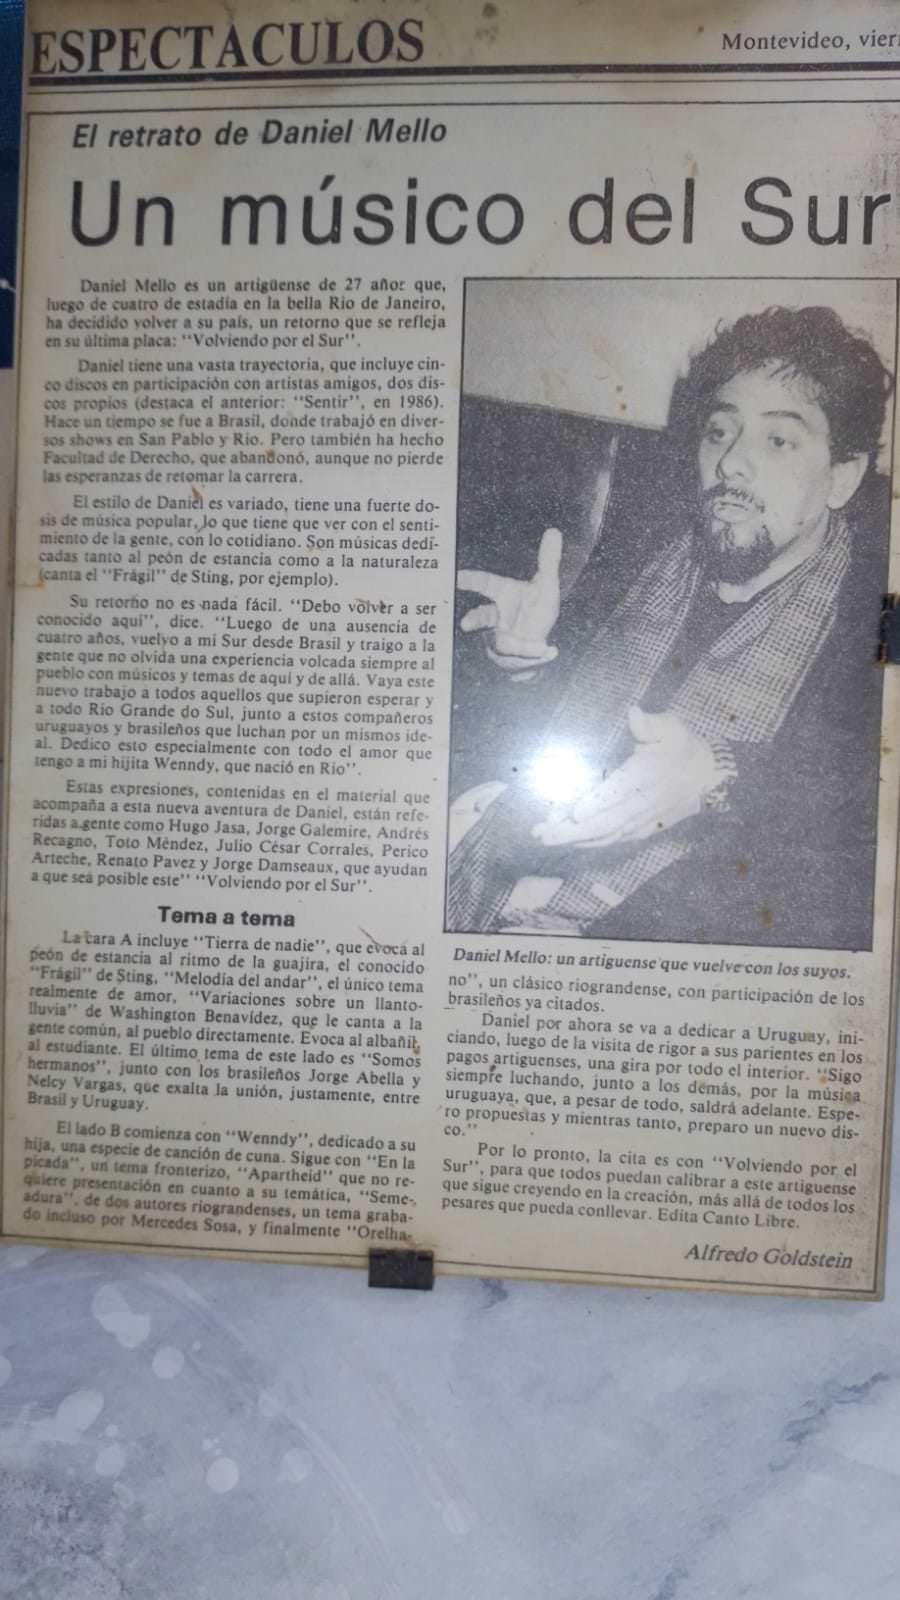 ESPECTACULOS
Montevideo, vier
El retrato de Daniel Mello
Un músico del Sur
Daniel Mello es un artigüense de 27 años que,
luego de cuatro de estadía en la bella Rio de Janeiro,
ha decidido volver a su país, un retorno que se refleja
en su última placa: "Volviendo por el Sur".
Daniel tiene una vasta trayectoria, que incluye cin-
co discos en participación con artistas amigos, dos dis-
cos propios (destaca el anterior: "Sentir", en 1986).
Hace un tiempo se fue a Brasil, donde trabajó en diver-
sos shows en San Pablo y Rio. Pero también ha hecho
Facultad de Derecho, que abandonó, aunque no pierde
las esperanzas de retomar la carrera.
El estilo de Daniel es variado, tiene una fuerte do-
sis de música popular, lo que tiene que ver con el senti-
miento de la gente, con lo cotidiano. Son músicas dedi-
cadas tanto al peón de estancia como a la naturaleza
(canta el "Frágil" de Sting, por ejemplo).
Su retorno no es nada fácil. "Debo volver a ser
conocido aquí", dice. "Luego de una ausencia de
cuatro años, vuelvo a mi Sur desde Brasil y traigo a la
gente que no olvida una experiencia volcada siempre al
pueblo con músicos y temas de aquí y de allá. Vaya este
nuevo trabajo a todos aquellos que supieron esperar y
a todo Rio Grande do Sul, junto a estos compañeros
uruguayos y brasileños que luchan por un mismos ide-
al. Dedico esto especialmente con todo el amor que
tengo a mi hijita Wenndy, que nació en Rio".
Estas expresiones, contenidas en el material que
acompaña a esta nueva aventura de Daniel, están refe-
ridas a gente como Hugo Jasa, Jorge Galemire, Andrés
Recagno, Toto Méndez, Julio César Corrales, Perico
Arteche, Renato Pavez y Jorge Damseaux, que ayudan
a que sea posible este" "Volviendo por el Sur".
Tema a tema
La cara A incluye "Tierra de nadie", que evoca al
peón de estancia al ritmo de la guajira, el conocido
"Frágil" de Sting, "Melodía del andar", el único tema
realmente de amor, "Variaciones sobre un llanto-
lluvia" de Washington Benavídez, que le canta a la
gente común, al pueblo directamente. Evoca al albañil,
al estudiante. El último tema de este lado es "Somos
hermanos", junto con los brasileños Jorge Abella y
Nelcy Vargas, que exalta la unión, justamente, entre
Brasil y Uruguay.
El lado B comienza con "Wenndy", dedicado a su
hija, una especie de canción de cuna. Sigue con "En la
picada", un tema fronterizo, "Apartheid" que no re-
quiere presentación en cuanto a su temática, "Seme-
adura", de dos autores riograndenses, un tema graba-
do incluso por Mercedes Sosa, y finalmente "Orelha-
Daniel Mello: un artiguense que vuelve con los suyos.
no", un clásico riograndense, con participación de los
brasileños ya citados.
Daniel por ahora se va a dedicar a Uruguay, ini-
ciando, luego de la visita de rigor a sus parientes en los
pagos artiguenses, una gira por todo el interior. "Sigo
siempre luchando, junto a los demás, por la música
uruguaya, que, a pesar de todo, saldrá adelante. Espe-
ro propuestas y mientras tanto, preparo un nuevo dis-
co."
Por lo pronto, la cita es con "Volviendo por el
Sur", para que todos puedan calibrar a este artiguense
que sigue creyendo en la creación, más allá de todos los
pesares que pueda conllevar. Edita Canto Libre.
Alfredo Goldstein